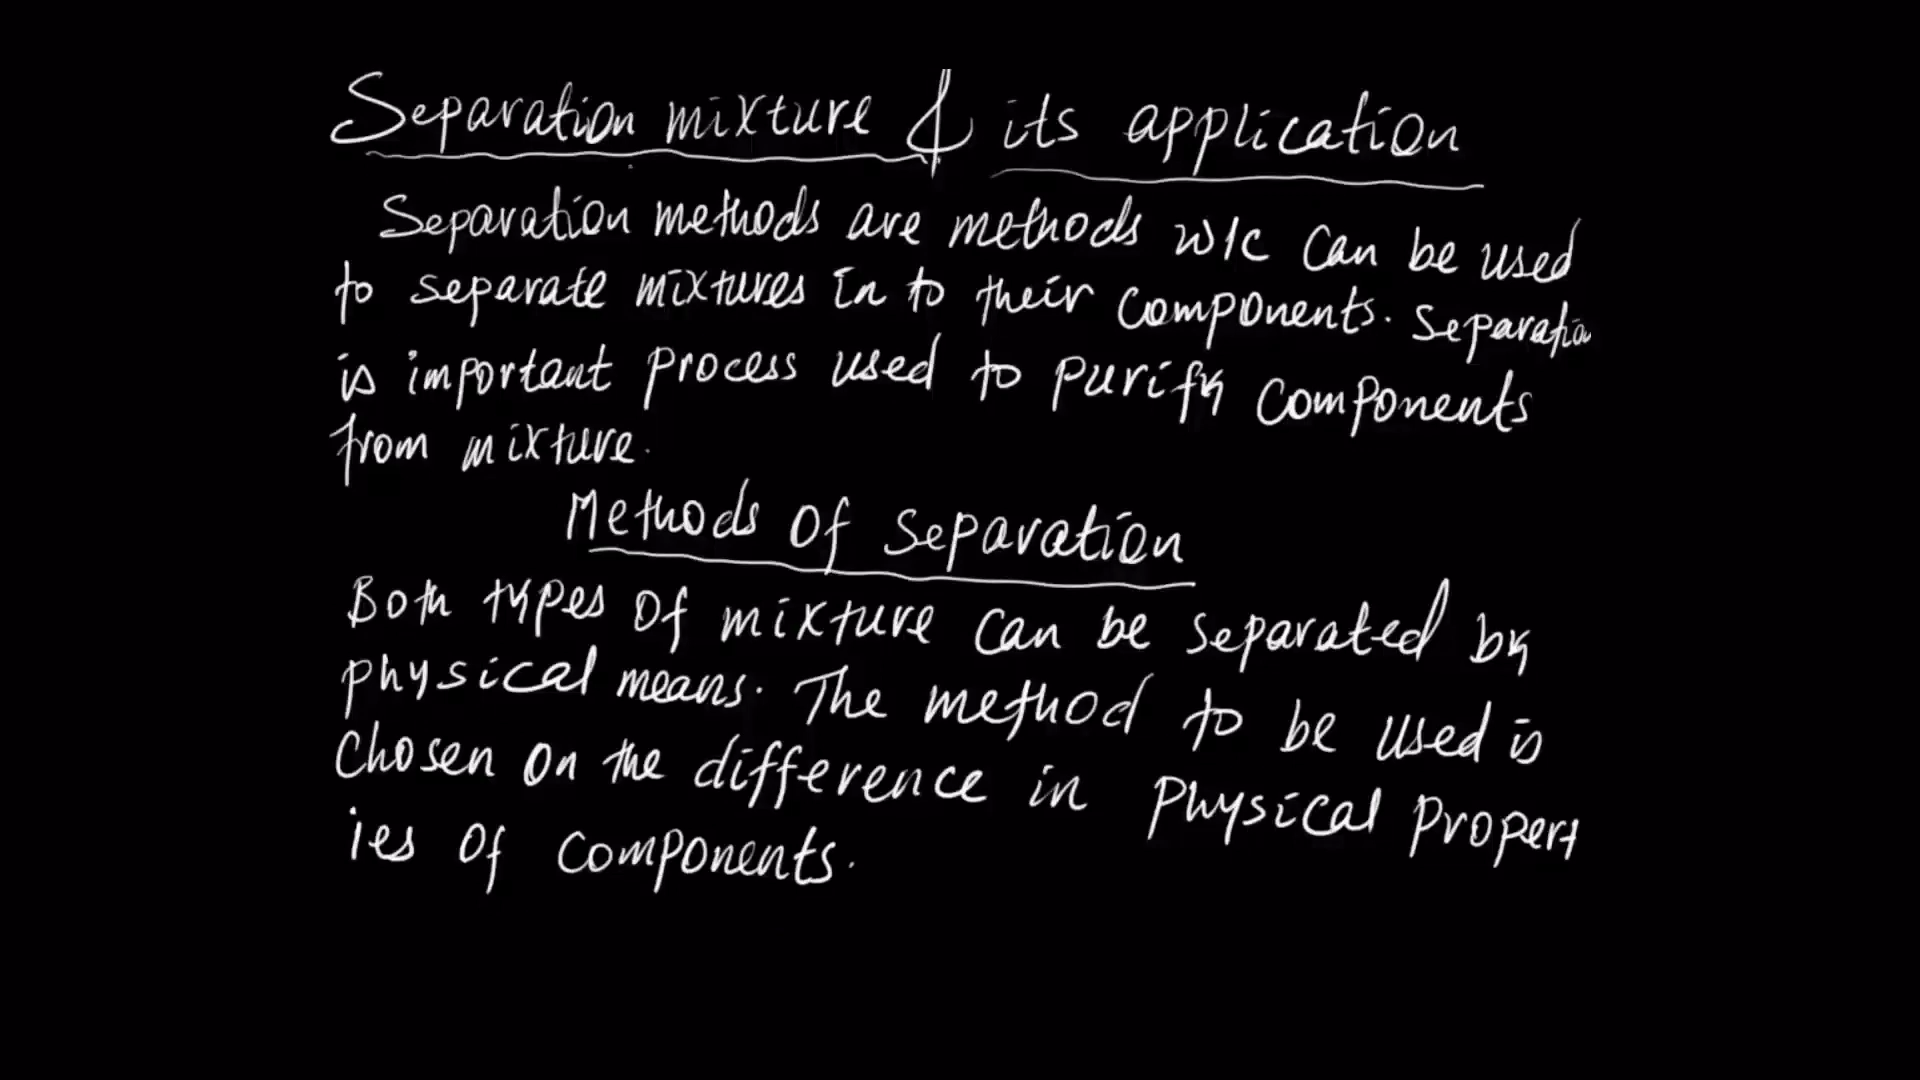 Separation mixture & its application
Separation methods are methods w/c can be used
to separate mixtures in to their components. Separation
is important process used to purify components
from mixture.
Methods of separation
Both types of mixture can be separated by
physical means. The method to be used is
chosen on the difference in physical propert
ies of components.